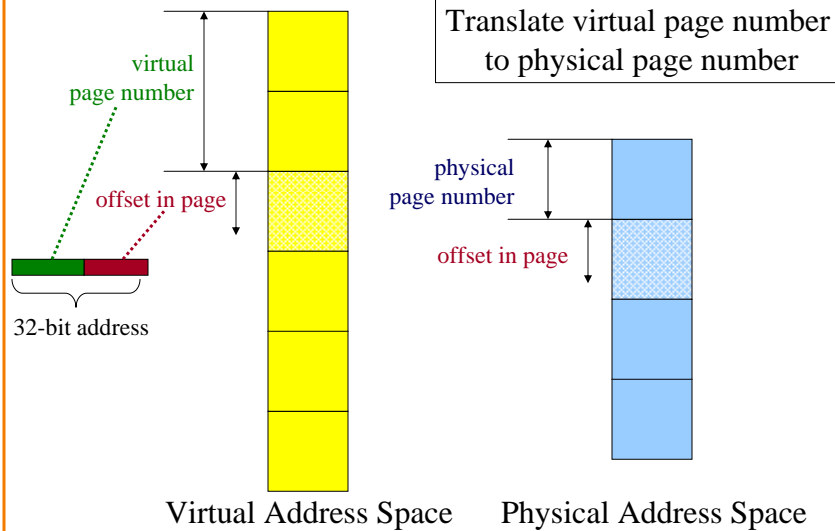 Translate virtual page number
to physical page number
virtual
page number
offset in page
32-bit address
physical
page number
offset in page
Virtual Address Space
Physical Address Space